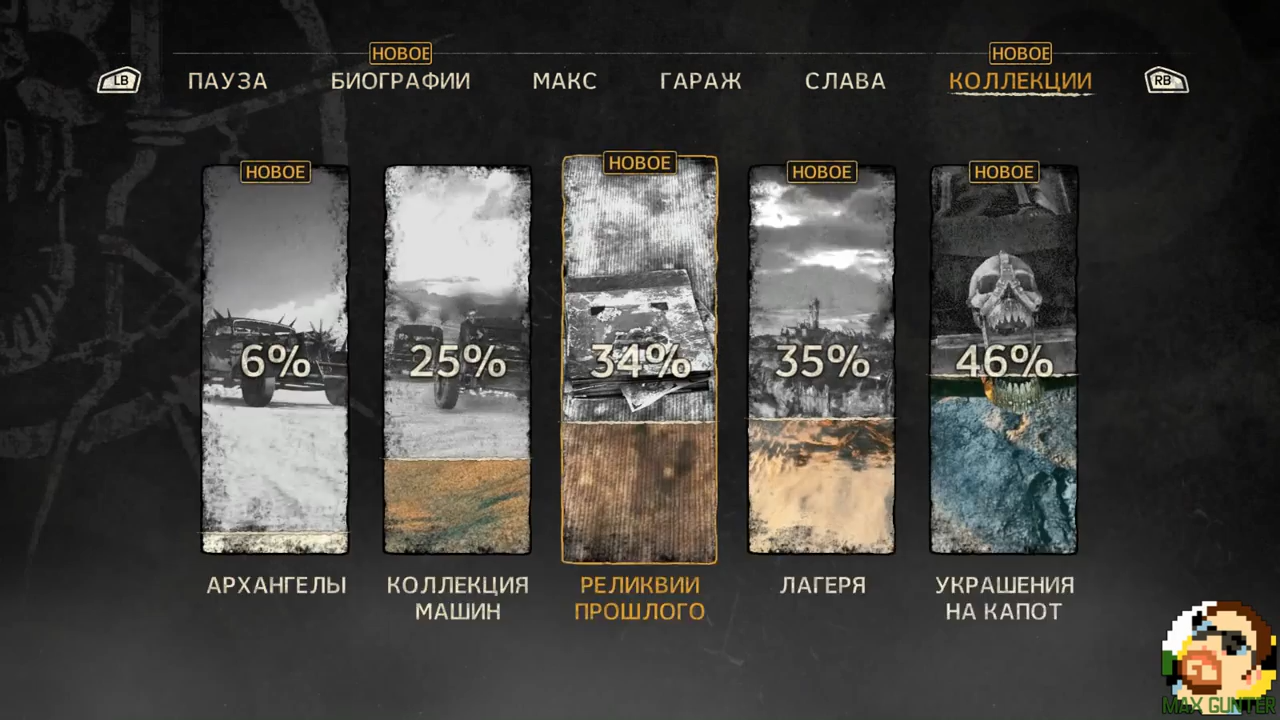 НОВОЕ
НОВОЕ
LB
ПАУЗА
БИОГРАФИИ
МАКС
ГАРАЖ
СЛАВА
КОЛЛЕКЦИИ
RB
НОВОЕ
НОВОЕ
НОВОЕ
НОВОЕ
6%
25%
34%
35%
46%
АРХАНГЕЛЫ
КОЛЛЕКЦИЯ
МАШИН
РЕЛИКВИИ
ПРОШЛОГО
ЛАГЕРЯ
УКРАШЕНИЯ
НА КАПОТ
MAX GUNTER